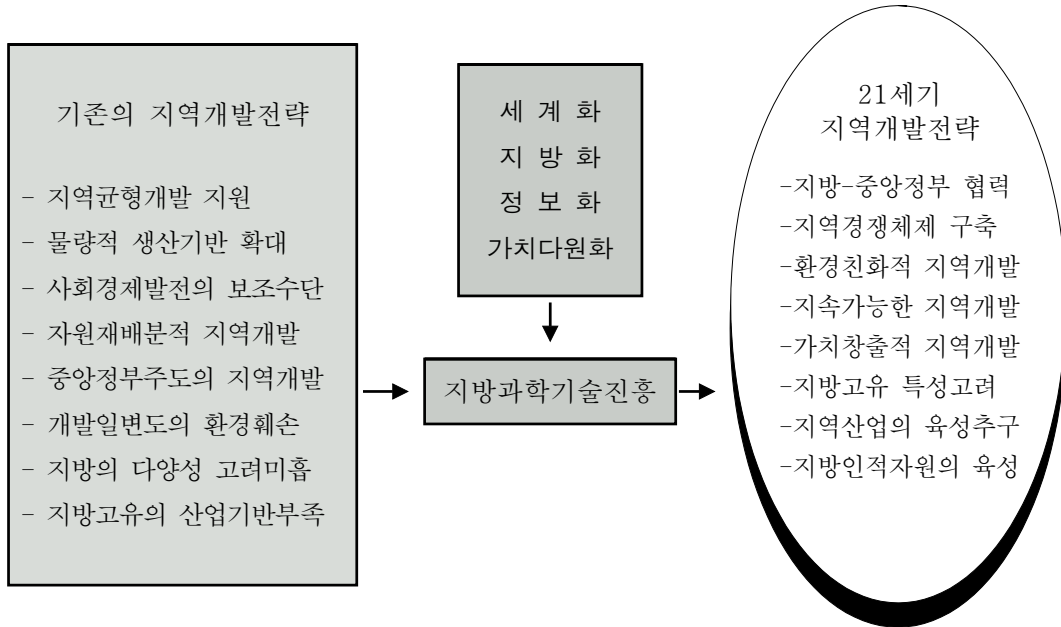 기존의 지역개발전략
- 지역균형개발 지원
- 물량적 생산기반 확대
- 사회경제발전의 보조수단
- 자원재배분적 지역개발
- 중앙정부주도의 지역개발
- 개발일변도의 환경훼손
- 지방의 다양성 고려미흡
- 지방고유의 산업기반부족
세 계 화
지 방 화
정 보 화
가치다원화
지방과학기술진흥
21세기
지역개발전략
-지방-중앙정부 협력
-지역경쟁체제 구축
-환경친화적 지역개발
-지속가능한 지역개발
-가치창출적 지역개발
-지방고유 특성고려
-지역산업의 육성추구
-지방인적자원의 육성